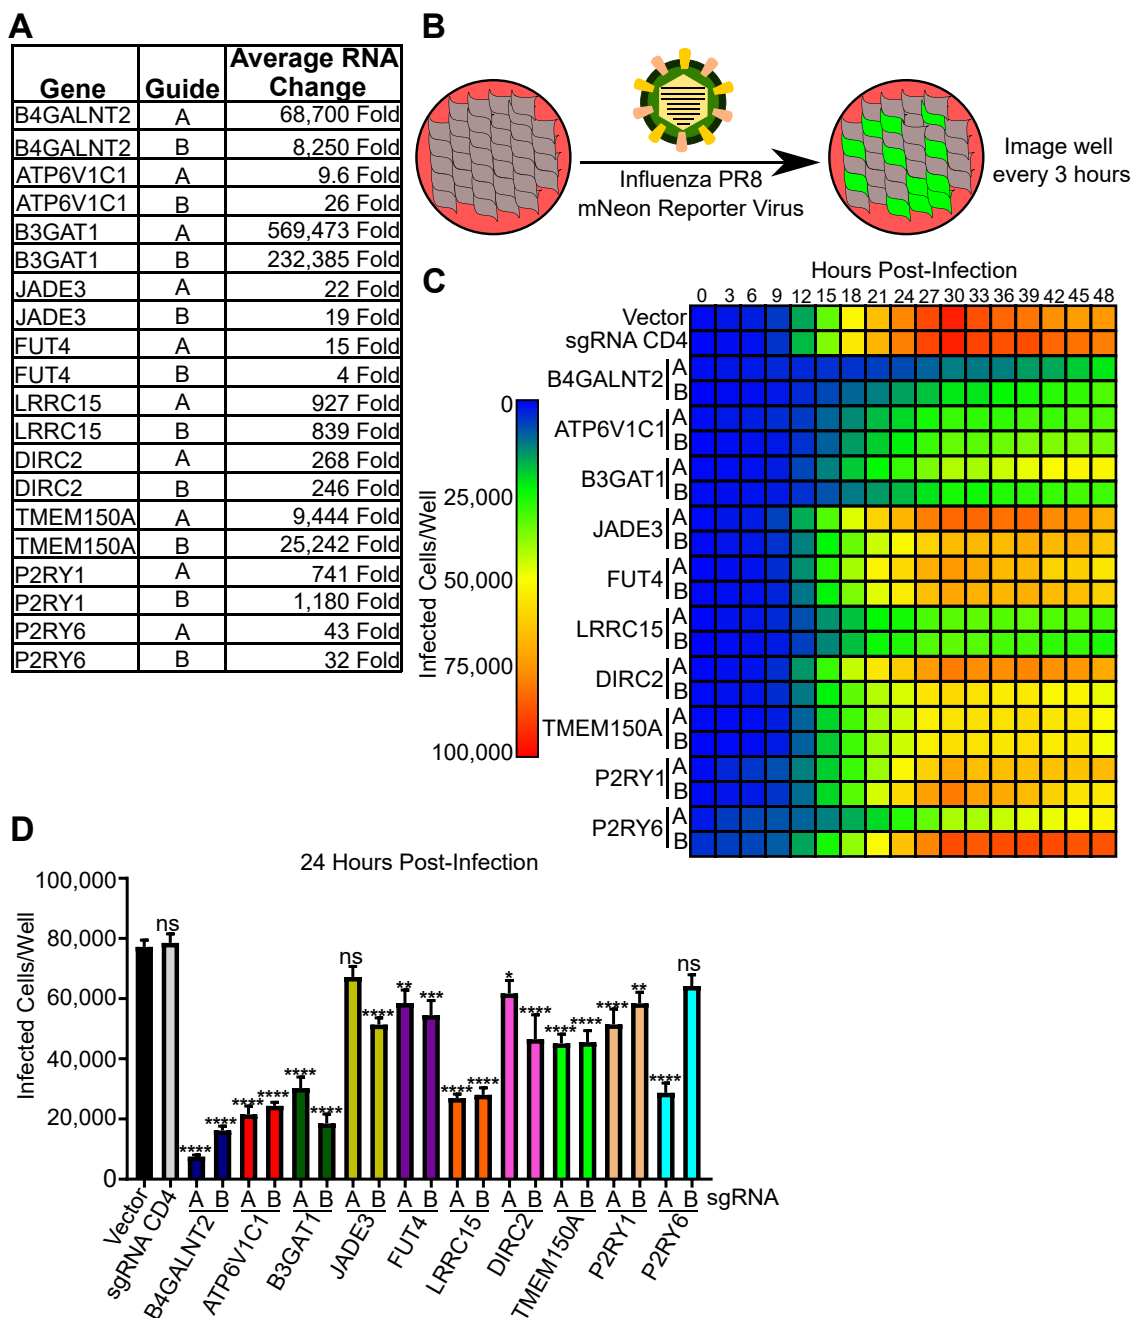 A
Gene Guide Average RNA Change
B4GALNT2 A 68,700 Fold
B4GALNT2 B 8,250 Fold
ATP6V1C1 A 9.6 Fold
ATP6V1C1 B 26 Fold
B3GAT1 A 569,473 Fold
B3GAT1 B 232,385 Fold
JADE3 A 22 Fold
JADE3 B 19 Fold
FUT4 A 15 Fold
FUT4 B 4 Fold
LRRC15 A 927 Fold
LRRC15 B 839 Fold
DIRC2 A 268 Fold
DIRC2 B 246 Fold
TMEM150A A 9,444 Fold
TMEM150A B 25,242 Fold
P2RY1 A 741 Fold
P2RY1 B 1,180 Fold
P2RY6 A 43 Fold
P2RY6 B 32 Fold
B
Influenza PR8
mNeon Reporter Virus
Image well
every 3 hours
C
Hours Post-Infection
0 3 6 9 12 15 18 21 24 27 30 33 36 39 42 45 48
Vector
sgRNA CD4
B4GALNT2 A
B
ATP6V1C1 A
B
B3GAT1 A
B
JADE3 A
B
FUT4 A
B
LRRC15 A
B
DIRC2 A
B
TMEM150A A
B
P2RY1 A
B
P2RY6 A
B
Infected Cells/Well
0
25,000
50,000
75,000
100,000
D
24 Hours Post-Infection
Infected Cells/Well
100,000
80,000
60,000
40,000
20,000
0
ns **** **** **** **** **** **** ns **** ** *** **** **** * **** **** **** **** ** **** ns
A B A B A B A B A B A B A B A B A B A B sgRNA
Vector
sgRNA CD4
B4GALNT2
ATP6V1C1
B3GAT1
JADE3
FUT4
LRRC15
DIRC2
TMEM150A
P2RY1
P2RY6